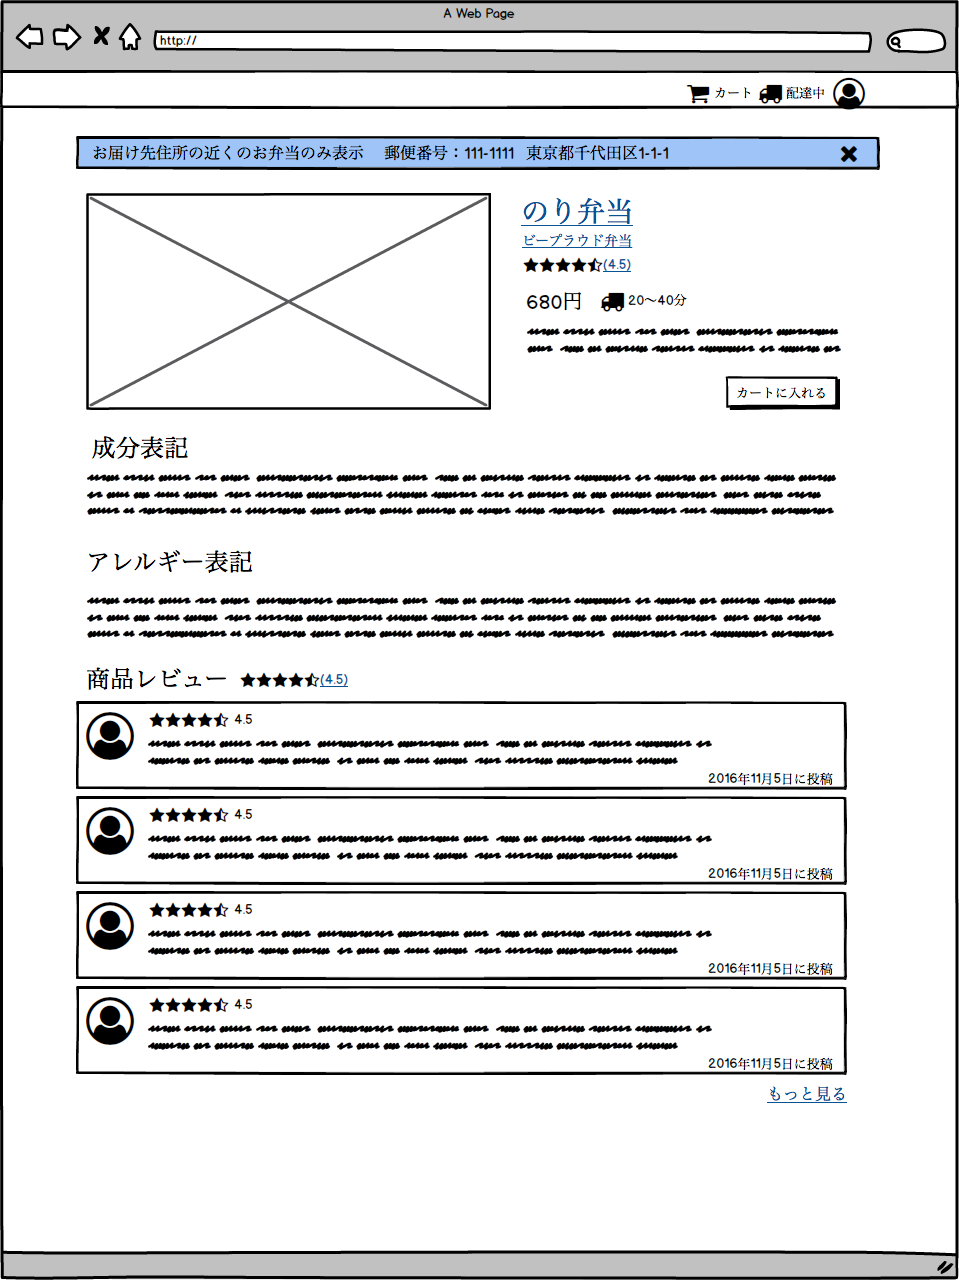 A Web Page
http://
カート 配達中
お届け先住所の近くのお弁当のみ表示 郵便番号：111-1111 東京都千代田区1-1-1
のり弁当
ビープラウド弁当
(4.5)
680円 20〜40分
カートに入れる
成分表記
アレルギー表記
商品レビュー (4.5)
4.5
2016年11月5日に投稿
4.5
2016年11月5日に投稿
4.5
2016年11月5日に投稿
4.5
2016年11月5日に投稿
もっと見る